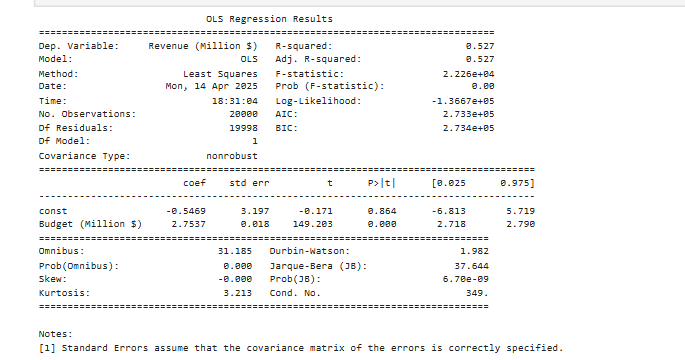 OLS Regression Results
==============================================================================
Dep. Variable: Revenue (Million $) R-squared: 0.527
Model: OLS Adj. R-squared: 0.527
Method: Least Squares F-statistic: 2.226e+04
Date: Mon, 14 Apr 2025 Prob (F-statistic): 0.00
Time: 18:31:04 Log-Likelihood: -1.3667e+05
No. Observations: 20000 AIC: 2.733e+05
Df Residuals: 19998 BIC: 2.734e+05
Df Model: 1
Covariance Type: nonrobust
======================================================================================
coef std err t P>|t| [0.025 0.975]
--------------------------------------------------------------------------------------
const -0.5469 3.197 -0.171 0.864 -6.813 5.719
Budget (Million $) 2.7537 0.018 149.203 0.000 2.718 2.790
==============================================================================
Omnibus: 31.185 Durbin-Watson: 1.982
Prob(Omnibus): 0.000 Jarque-Bera (JB): 37.644
Skew: -0.000 Prob(JB): 6.70e-09
Kurtosis: 3.213 Cond. No. 349.
==============================================================================
Notes:
[1] Standard Errors assume that the covariance matrix of the errors is correctly specified.